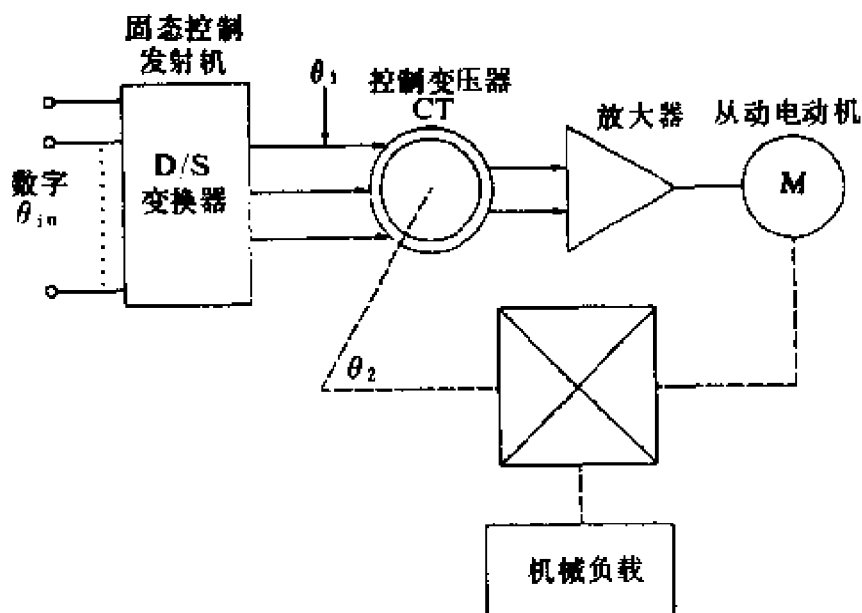 固态控制
发射机
θ₁
控制变压器
CT
放大器
从动电动机
D/S
变换器
数字
θin
M
θ₂
机械负载